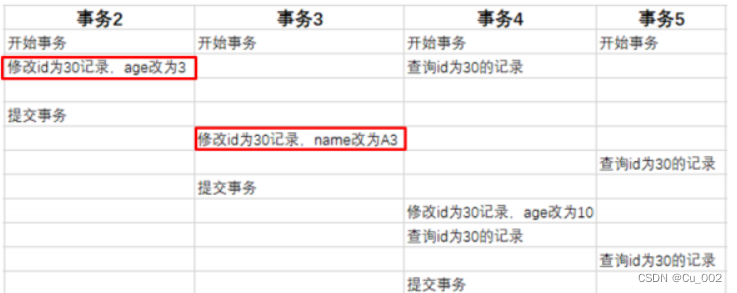 事务2 事务3 事务4 事务5
开始事务 开始事务 开始事务 开始事务
修改id为30记录，age改为3 查询id为30的记录
提交事务
修改id为30记录，name改为A3
查询id为30的记录
提交事务
修改id为30记录，age改为10
查询id为30的记录
查询id为30的记录
提交事务
CSDN @Cu_002